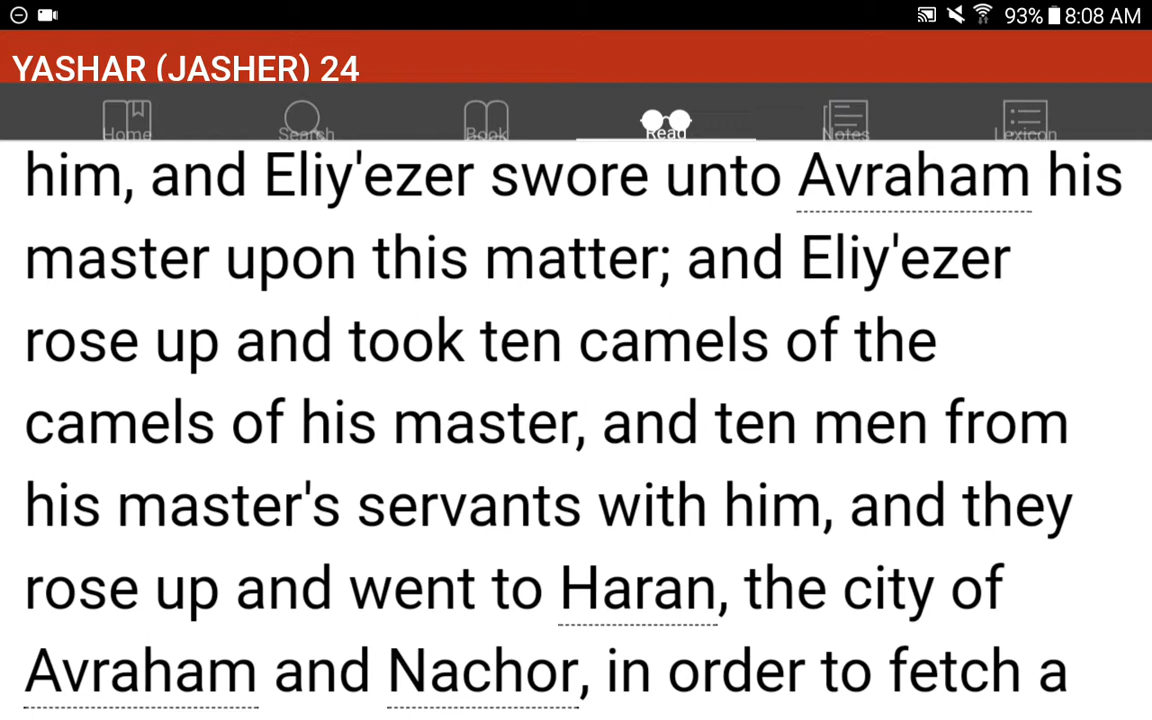 93% 8:08 AM
YASHAR (JASHER) 24
Home Search Book Read Notes Lexicon
him, and Eliy'ezer swore unto Avraham his
master upon this matter; and Eliy'ezer
rose up and took ten camels of the
camels of his master, and ten men from
his master's servants with him, and they
rose up and went to Haran, the city of
Avraham and Nachor, in order to fetch a